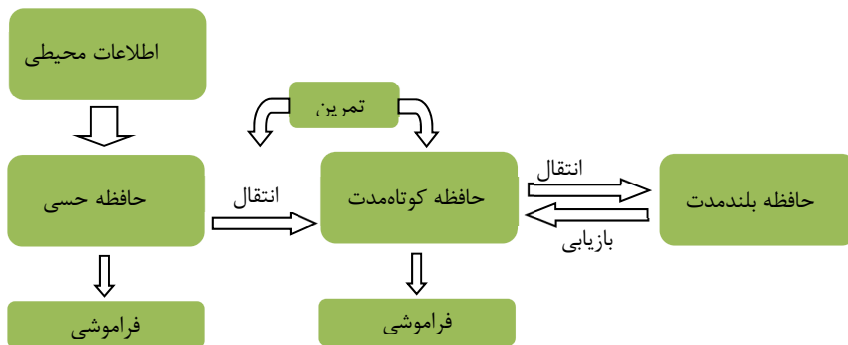 اطلاعات محیطی
تمرین
حافظه حسی
انتقال
حافظه کوتاه‌مدت
انتقال
بازیابی
حافظه بلندمدت
فراموشی
فراموشی